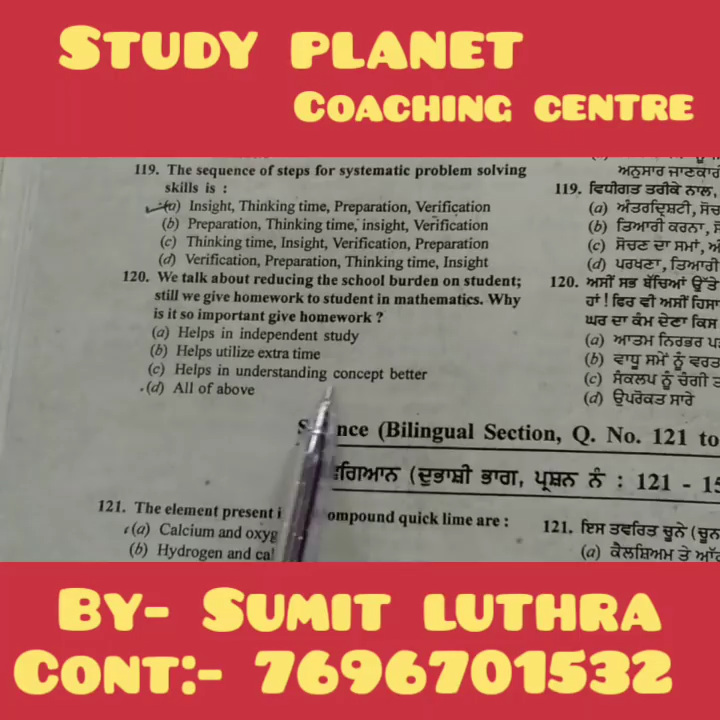 STUDY PLANET
COACHING CENTRE
119. The sequence of steps for systematic problem solving
skills is :
(a) Insight, Thinking time, Preparation, Verification
(b) Preparation, Thinking time, insight, Verification
(c) Thinking time, Insight, Verification, Preparation
(d) Verification, Preparation, Thinking time, Insight
120. We talk about reducing the school burden on student;
still we give homework to student in mathematics. Why
is it so important give homework ?
(a) Helps in independent study
(b) Helps utilize extra time
(c) Helps in understanding concept better
(d) All of above
ਅਨੁਸਾਰ
119. ਵਿਧੀਗਤ ਤਰੀਕੇ ਨਾਲ,
(a) ਅੰਤਰਦ੍ਰਿਸ਼ਟੀ,
(b) ਤਿਆਰੀ ਕਰਨਾ,
(c) ਸੋਚਣ ਦਾ ਸਮਾਂ,
(d) ਪਰਖਣਾ,
120. ਅਸੀਂ ਸਭ ਬੱਚਿਆਂ ਉੱਤੇ
ਹਾਂ ! ਫਿਰ ਵੀ ਅਸੀਂ
ਘਰ ਦਾ ਕੰਮ ਦੇਣਾ ਕਿਸ
(a) ਆਤਮ ਨਿਰਭਰ
(b) ਵਾਧੂ ਸਮੇਂ ਨੂੰ
(c) ਸੰਕਲਪ ਨੂੰ ਚੰਗੀ
(d) ਉਪਰੋਕਤ ਸਾਰੇ
(Bilingual Section, Q. No. 121 to
(ਦੁਭਾਸ਼ੀ ਭਾਗ, ਪ੍ਰਸ਼ਨ ਨੰ : 121 -
121. The element present quick lime are :
(a) Calcium and
(b) Hydrogen and
121. ਇਸ ਤਵਰਿਤ ਚੂਨੇ
(a) ਕੈਲਸ਼ਿਅਮ ਤੇ
BY- SUMIT LUTHRA
CONT:- 7696701532